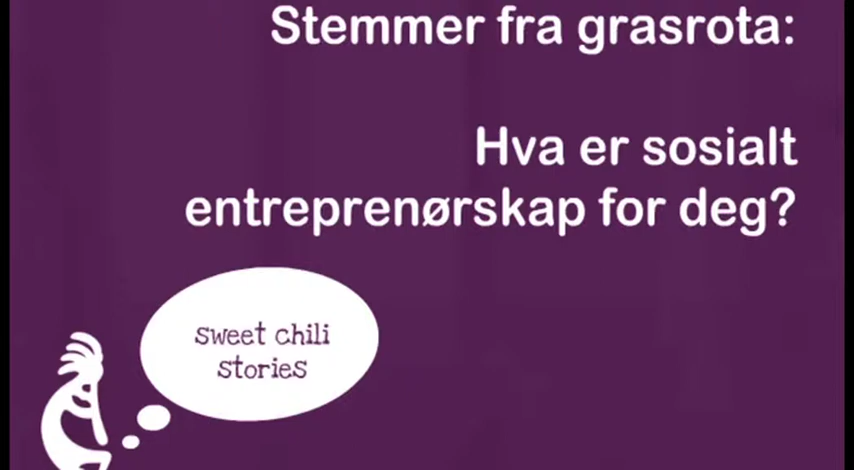 Stemmer fra grasrota:
Hva er sosialt
entreprenørskap for deg?
sweet chili
stories